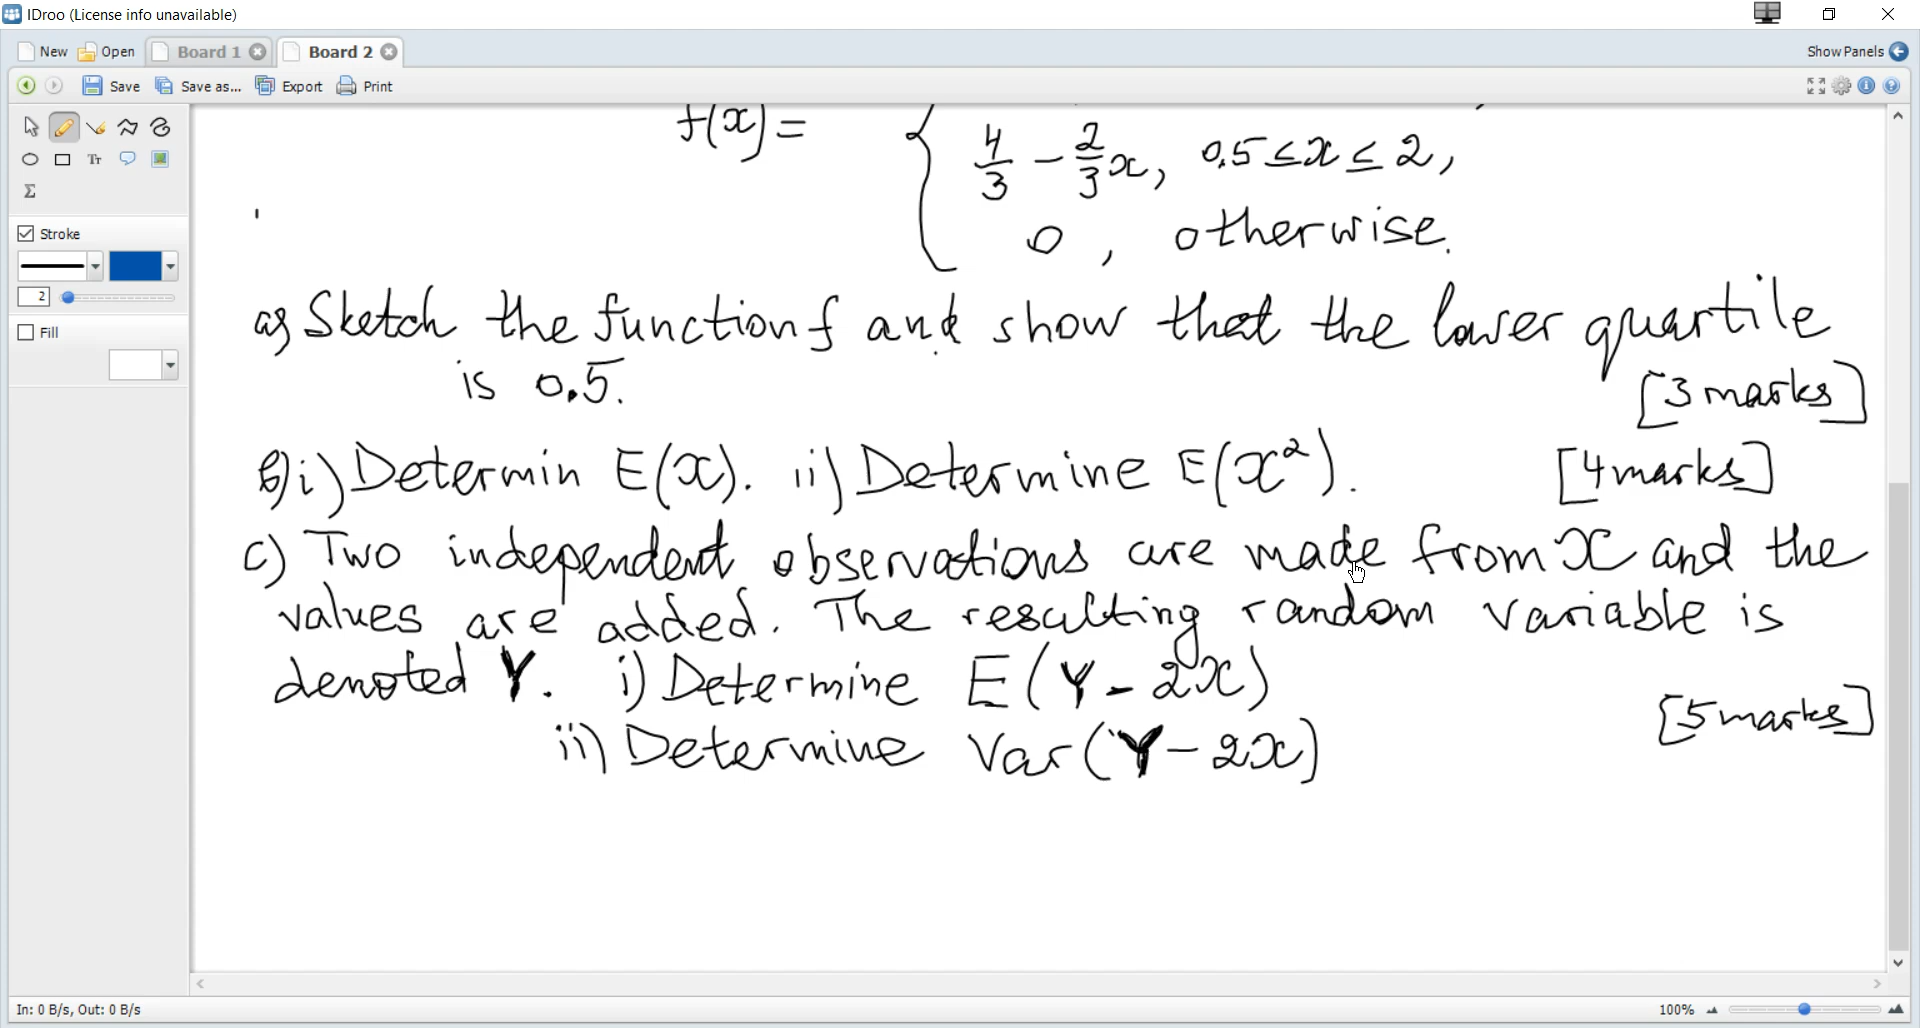 IDroo (License info unavailable)
New Open Board 1 Board 2 Show Panels
Save Save as... Export Print
f(x) =
4/3 - 2/3 x, 0.5 ≤ x ≤ 2,
0, otherwise.
Stroke
2
Fill
a) Sketch the function f and show that the lower quartile
is 0.5.
[3 marks]
b) i) Determin E(x). ii) Determine E(x²). [4 marks]
c) Two independent observations are made from X and the
values are added. The resulting random variable is
denoted Y. i) Determine E(Y - 2x)
[5 marks]
ii) Determine Var(Y - 2x)
In: 0 B/s, Out: 0 B/s 100%